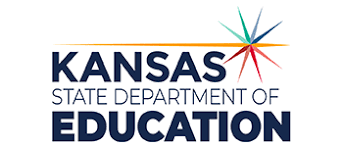 KANSAS
STATE DEPARTMENT OF
EDUCATION